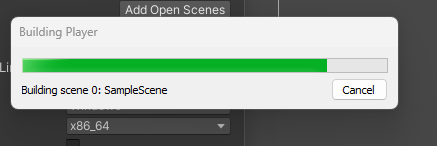 Add Open Scenes
Building Player
Building scene 0: SampleScene
Cancel
x86_64